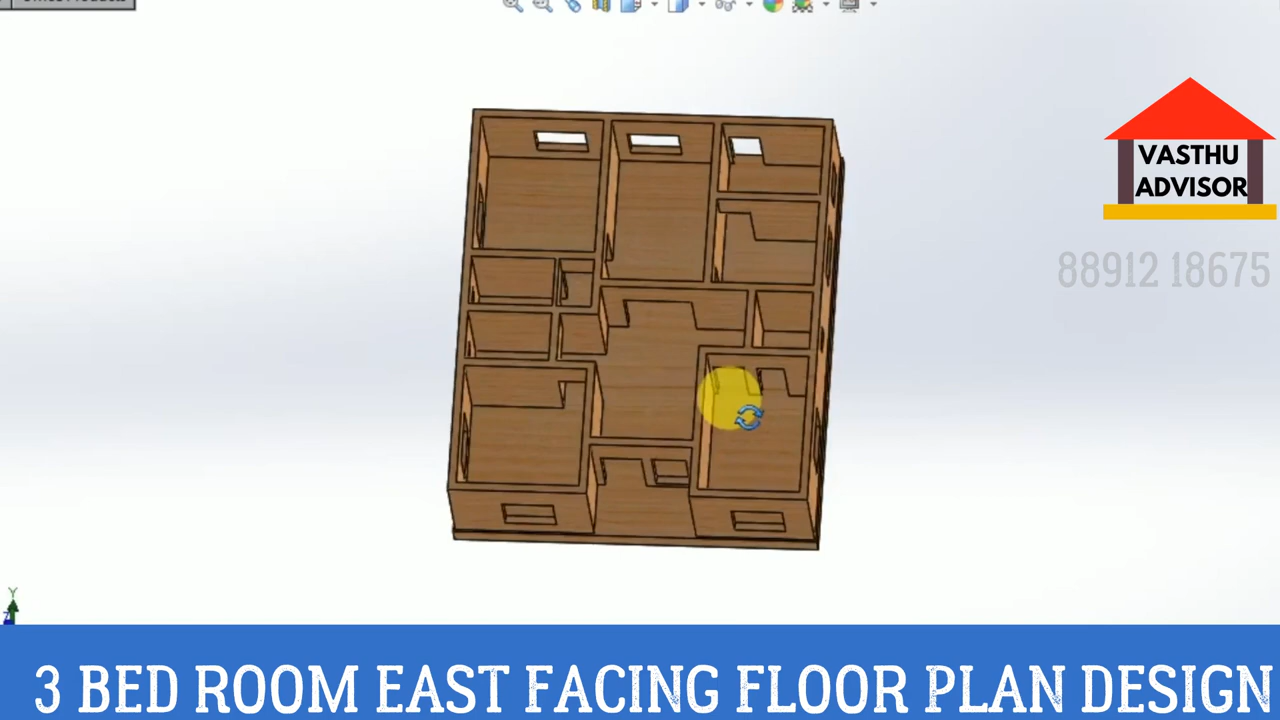 VASTHU
ADVISOR
88912 18675
Y
3 BED ROOM EAST FACING FLOOR PLAN DESIGN